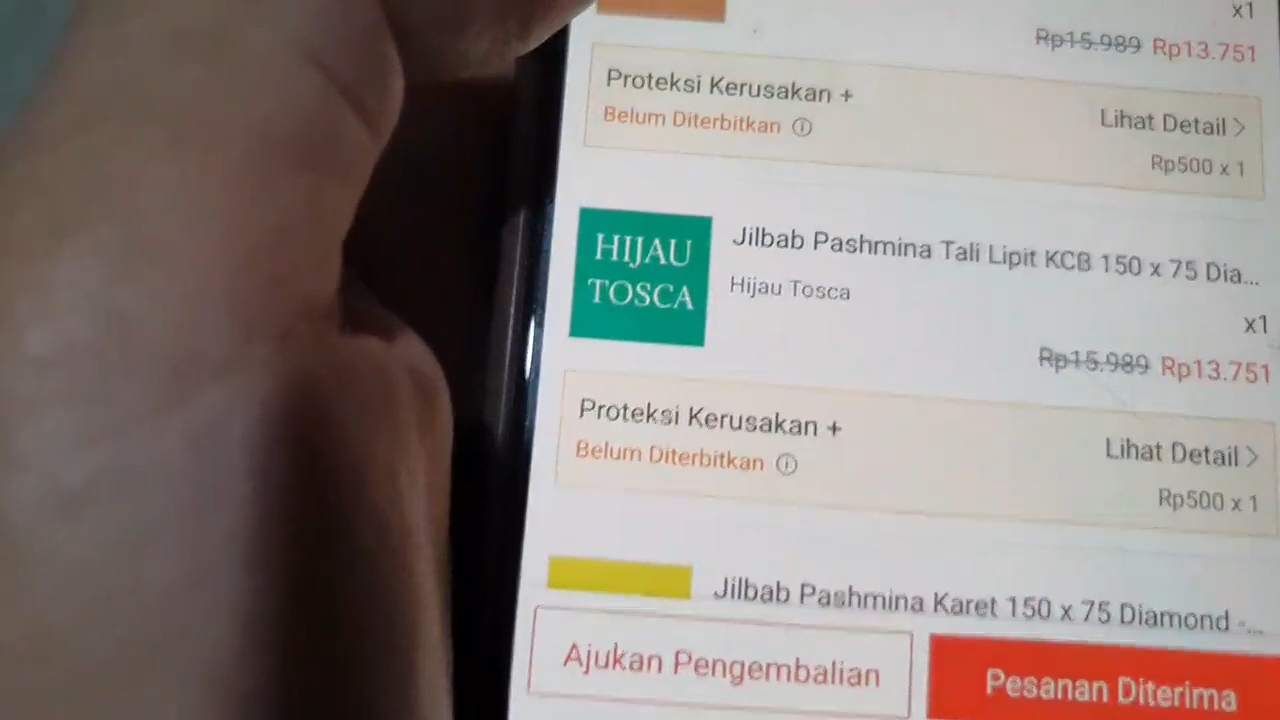 x1
Rp15.989 Rp13.751
Proteksi Kerusakan +
Belum Diterbitkan
Lihat Detail >
Rp500 x 1
HIJAU
TOSCA
Jilbab Pashmina Tali Lipit KCB 150 x 75 Dia...
Hijau Tosca
x1
Rp15.989 Rp13.751
Proteksi Kerusakan +
Belum Diterbitkan
Lihat Detail >
Rp500 x 1
Jilbab Pashmina Karet 150 x 75 Diamond -...
Ajukan Pengembalian
Pesanan Diterima